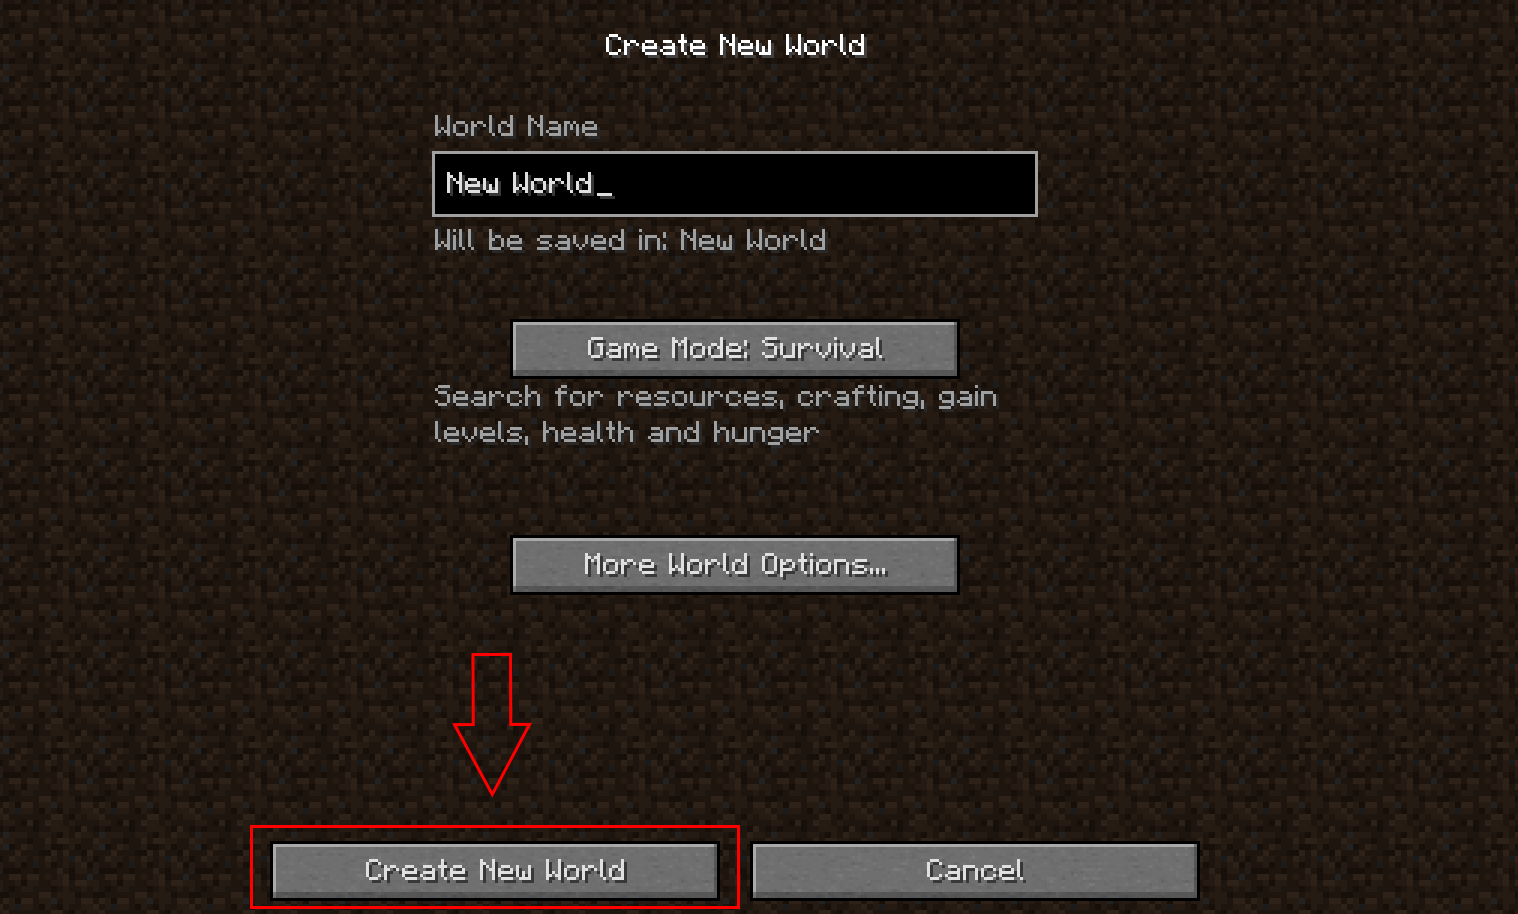 Create New World
World Name
New World_
Will be saved in: New World
Game Mode: Survival
Search for resources, crafting, gain
levels, health and hunger
More World Options...
Create New World
Cancel